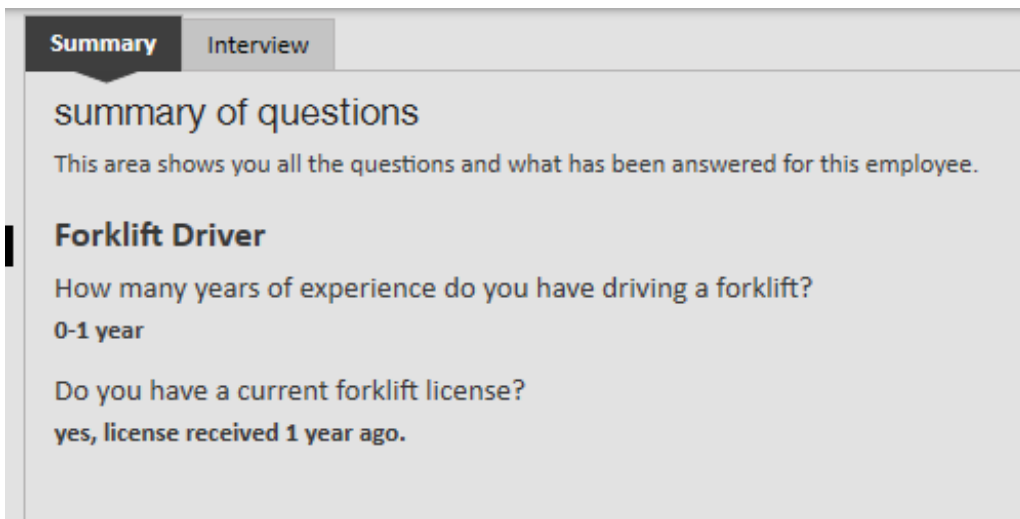 Summary
Interview
summary of questions
This area shows you all the questions and what has been answered for this employee.
Forklift Driver
How many years of experience do you have driving a forklift?
0-1 year
Do you have a current forklift license?
yes, license received 1 year ago.